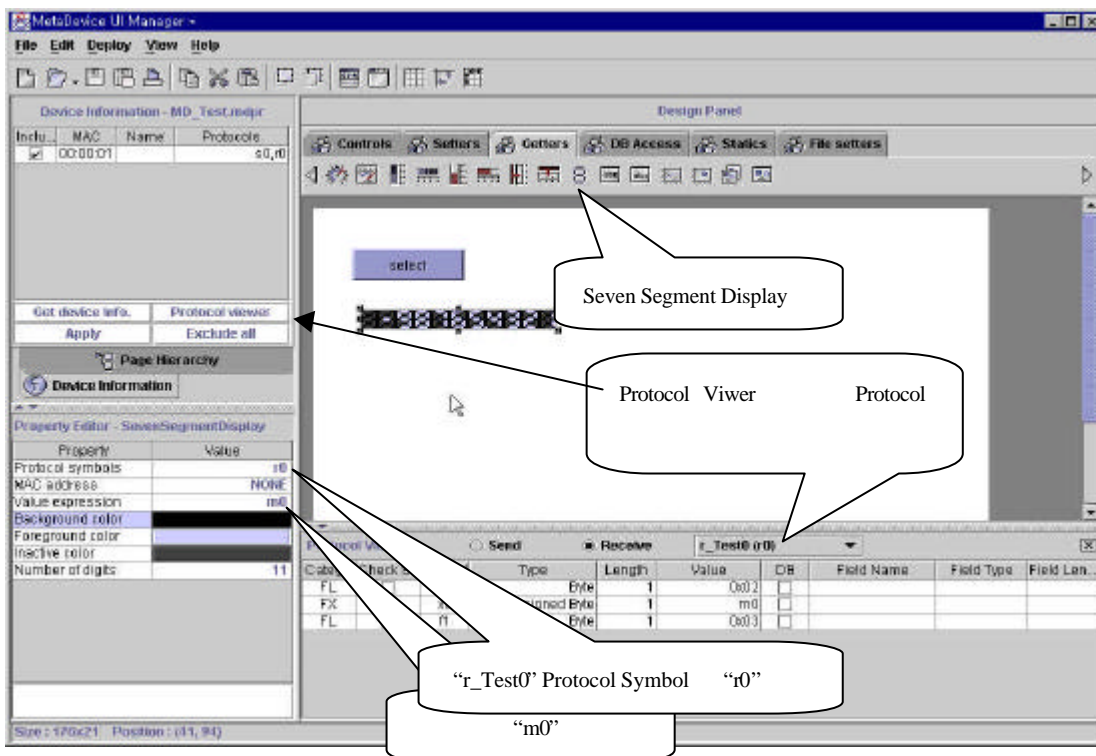 MetaDevice UI Manager -
File Edit Deploy View Help
Device Information - MD_Test.mdpr
Design Panel
Inclu... MAC Name Protocols
00:00:01 s0,r0
Controls Setters Getters DB Access Statics File setters
select
Seven Segment Display
Get device info. Protocol viewer
Apply Exclude all
Page Hierarchy
Device Information
Protocol Viwer Protocol
Property Editor - SevenSegmentDisplay
Property Value
Protocol symbols r0
MAC address NONE
Value expression m0
Background color
Foreground color
Inactive color
Number of digits 11
Send Receive r_Test0 (r0)
Type Length Value DB Field Name Field Type Field Len...
FL Byte 1 0x02
FX Byte 1 m0
FL f1 Byte 1 0x03
“r_Test0” Protocol Symbol “r0”
“m0”
Size : 170x21 Position : (41, 94)